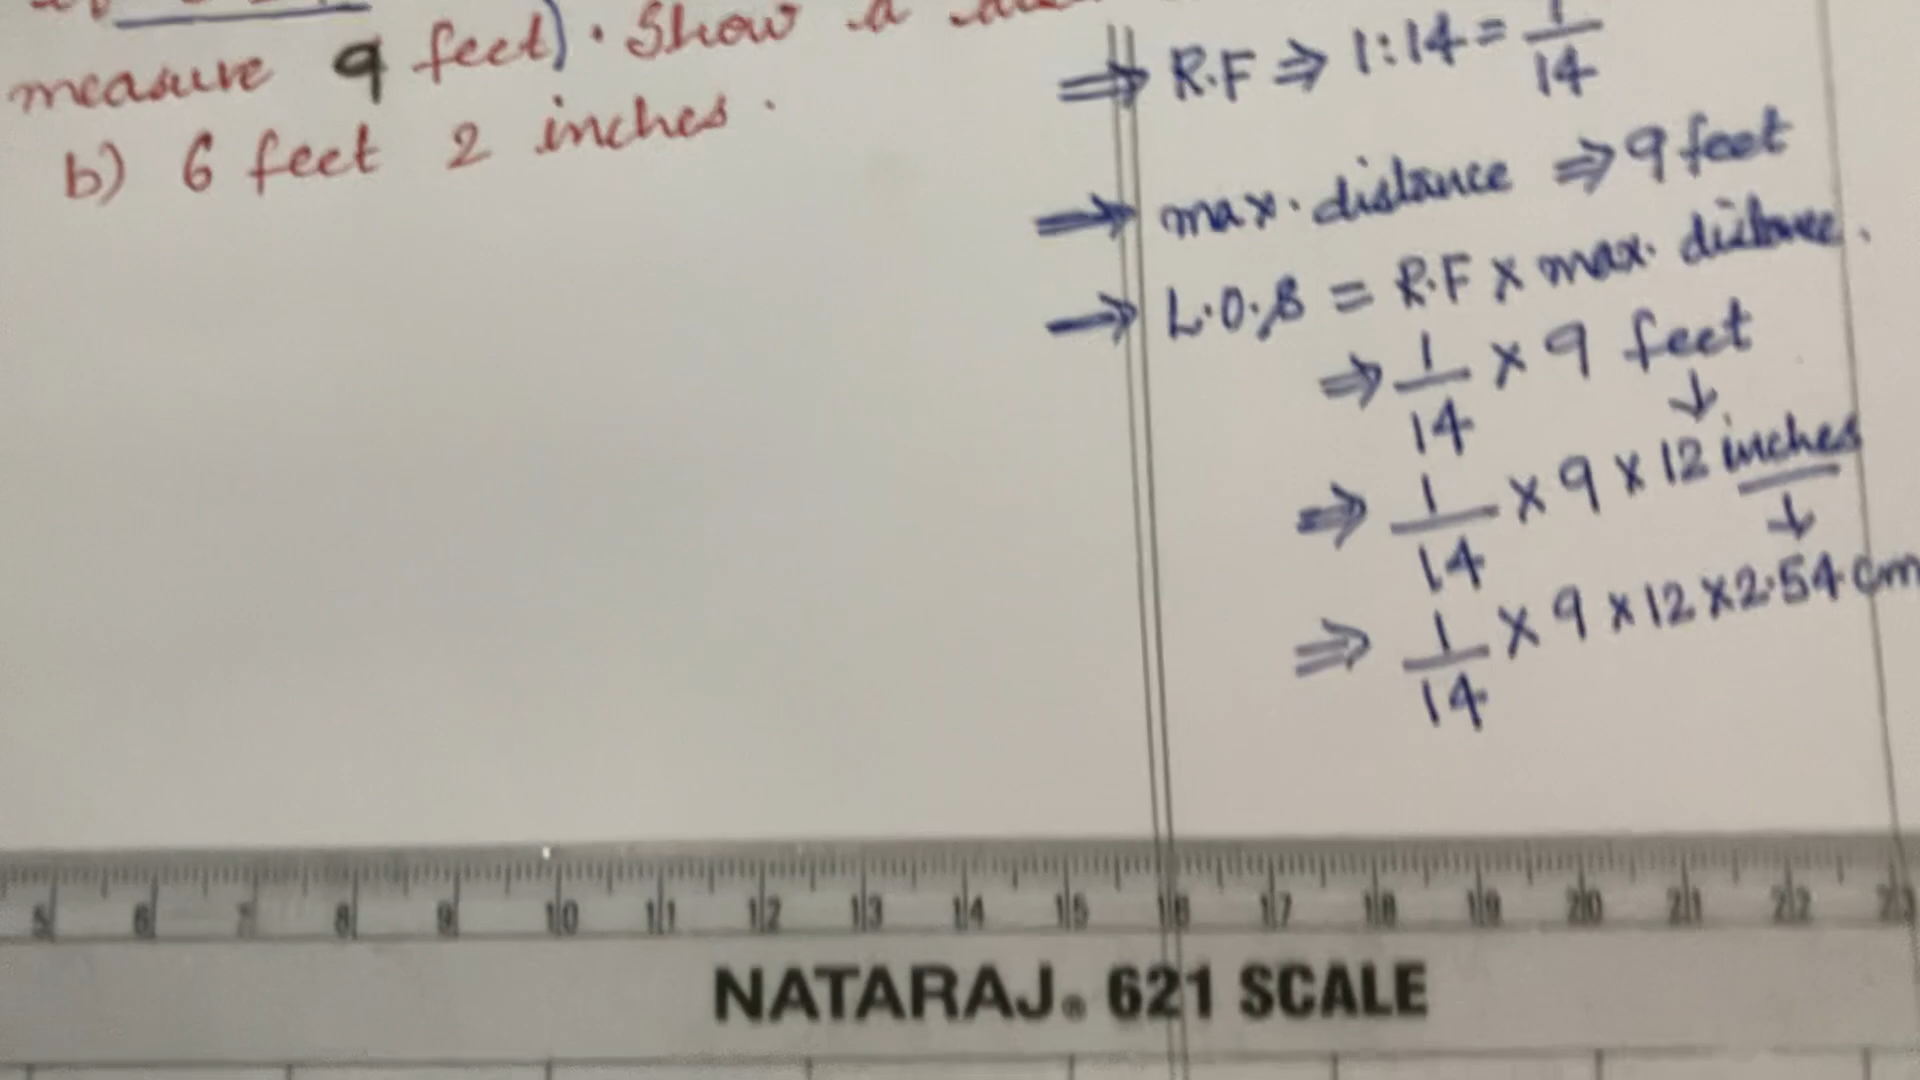 measure 9 feet). Show a
b) 6 feet 2 inches.
⇒ R.F ⇒ 1:14 = 1/14
⇒ max. distance ⇒ 9 feet
→ L.O.S = R.F x max. distance.
⇒ 1/14 x 9 feet
↓
⇒ 1/14 x 9 x 12 inches
↓
⇒ 1/14 x 9 x 12 x 2.54 cm
5 6 7 8 9 10 11 12 13 14 15 16 17 18 19 20 21 22 23
NATARAJ® 621 SCALE